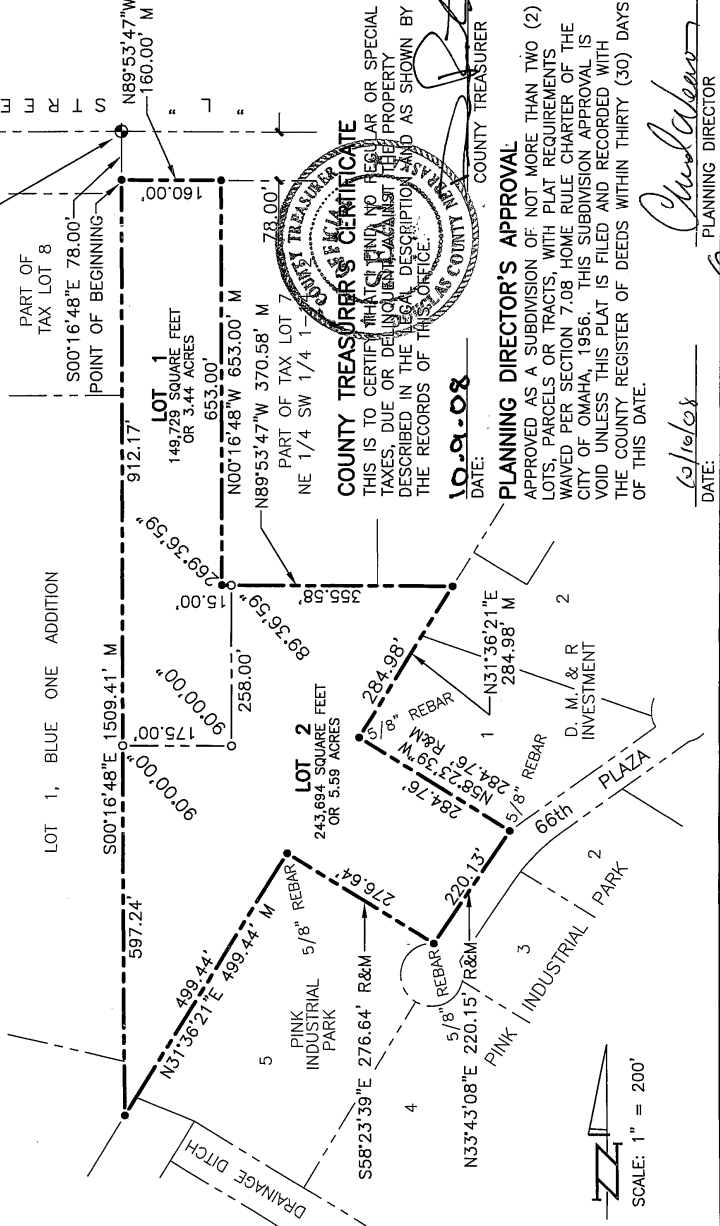 LOT 1, BLUE ONE ADDITION
S00°16'48"E 1509.41' M
597.24'
912.17'
PART OF
TAX LOT 8
S00°16'48"E 78.00'
POINT OF BEGINNING
STREE
" L "
N89°53'47"W
160.00' M
160.00'
78.00'
LOT 1
149,729 SQUARE FEET
OR 3.44 ACRES
653.00'
N00°16'48"W 653.00' M
N89°53'47"W 370.58' M
PART OF TAX LOT 7
NE 1/4 SW 1/4 1-
269°36'59"
15.00'
89°36'59"
355.58'
258.00'
90°00'00"
175.00'
90°00'00"
LOT 2
243,694 SQUARE FEET
OR 5.59 ACRES
284.98'
N31°36'21"E
284.98' M
5/8" REBAR
N58°23'39"W
284.76' R&M
284.76'
5/8" REBAR
1
2
D. M. & R
INVESTMENT
66th PLAZA
220.13'
N33°43'08"E 220.15' R&M
276.64'
S58°23'39"E 276.64' R&M
5/8" REBAR
5/8" REBAR
499.44'
N31°36'21"E 499.44' M
5
PINK
INDUSTRIAL
PARK
4
3
2
PINK INDUSTRIAL PARK
DRAINAGE DITCH
N
SCALE: 1" = 200'
COUNTY TREASURER'S CERTIFICATE
THIS IS TO CERTIFY THAT I FIND NO REGULAR OR SPECIAL
TAXES, DUE OR DELINQUENT AGAINST THE PROPERTY
DESCRIBED IN THE LEGAL DESCRIPTION AND AS SHOWN BY
THE RECORDS OF THIS OFFICE.
COUNTY TREASURER
OFFICIAL
SEAL
DOUGLAS COUNTY NEBRASKA
10-9-08
DATE:
COUNTY TREASURER
PLANNING DIRECTOR'S APPROVAL
APPROVED AS A SUBDIVISION OF NOT MORE THAN TWO (2)
LOTS, PARCELS OR TRACTS, WITH PLAT REQUIREMENTS
WAIVED PER SECTION 7.08 HOME RULE CHARTER OF THE
CITY OF OMAHA, 1956. THIS SUBDIVISION APPROVAL IS
VOID UNLESS THIS PLAT IS FILED AND RECORDED WITH
THE COUNTY REGISTER OF DEEDS WITHIN THIRTY (30) DAYS
OF THIS DATE.
10/16/08
DATE:
PLANNING DIRECTOR